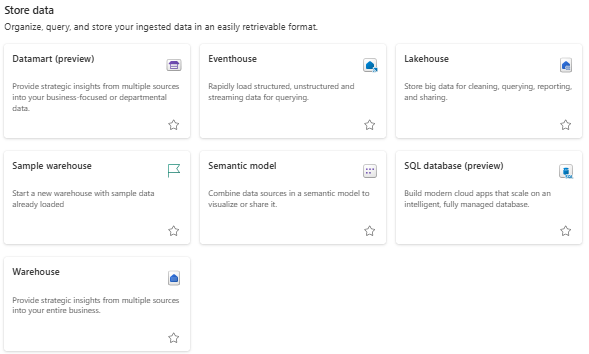 Store data
Organize, query, and store your ingested data in an easily retrievable format.
Datamart (preview)
Provide strategic insights from multiple sources
into your business-focused or departmental
data.
Eventhouse
Rapidly load structured, unstructured and
streaming data for querying.
Lakehouse
Store big data for cleaning, querying, reporting,
and sharing.
Sample warehouse
Start a new warehouse with sample data
already loaded
Semantic model
Combine data sources in a semantic model to
visualize or share it.
SQL database (preview)
Build modern cloud apps that scale on an
intelligent, fully managed database.
Warehouse
Provide strategic insights from multiple sources
into your entire business.